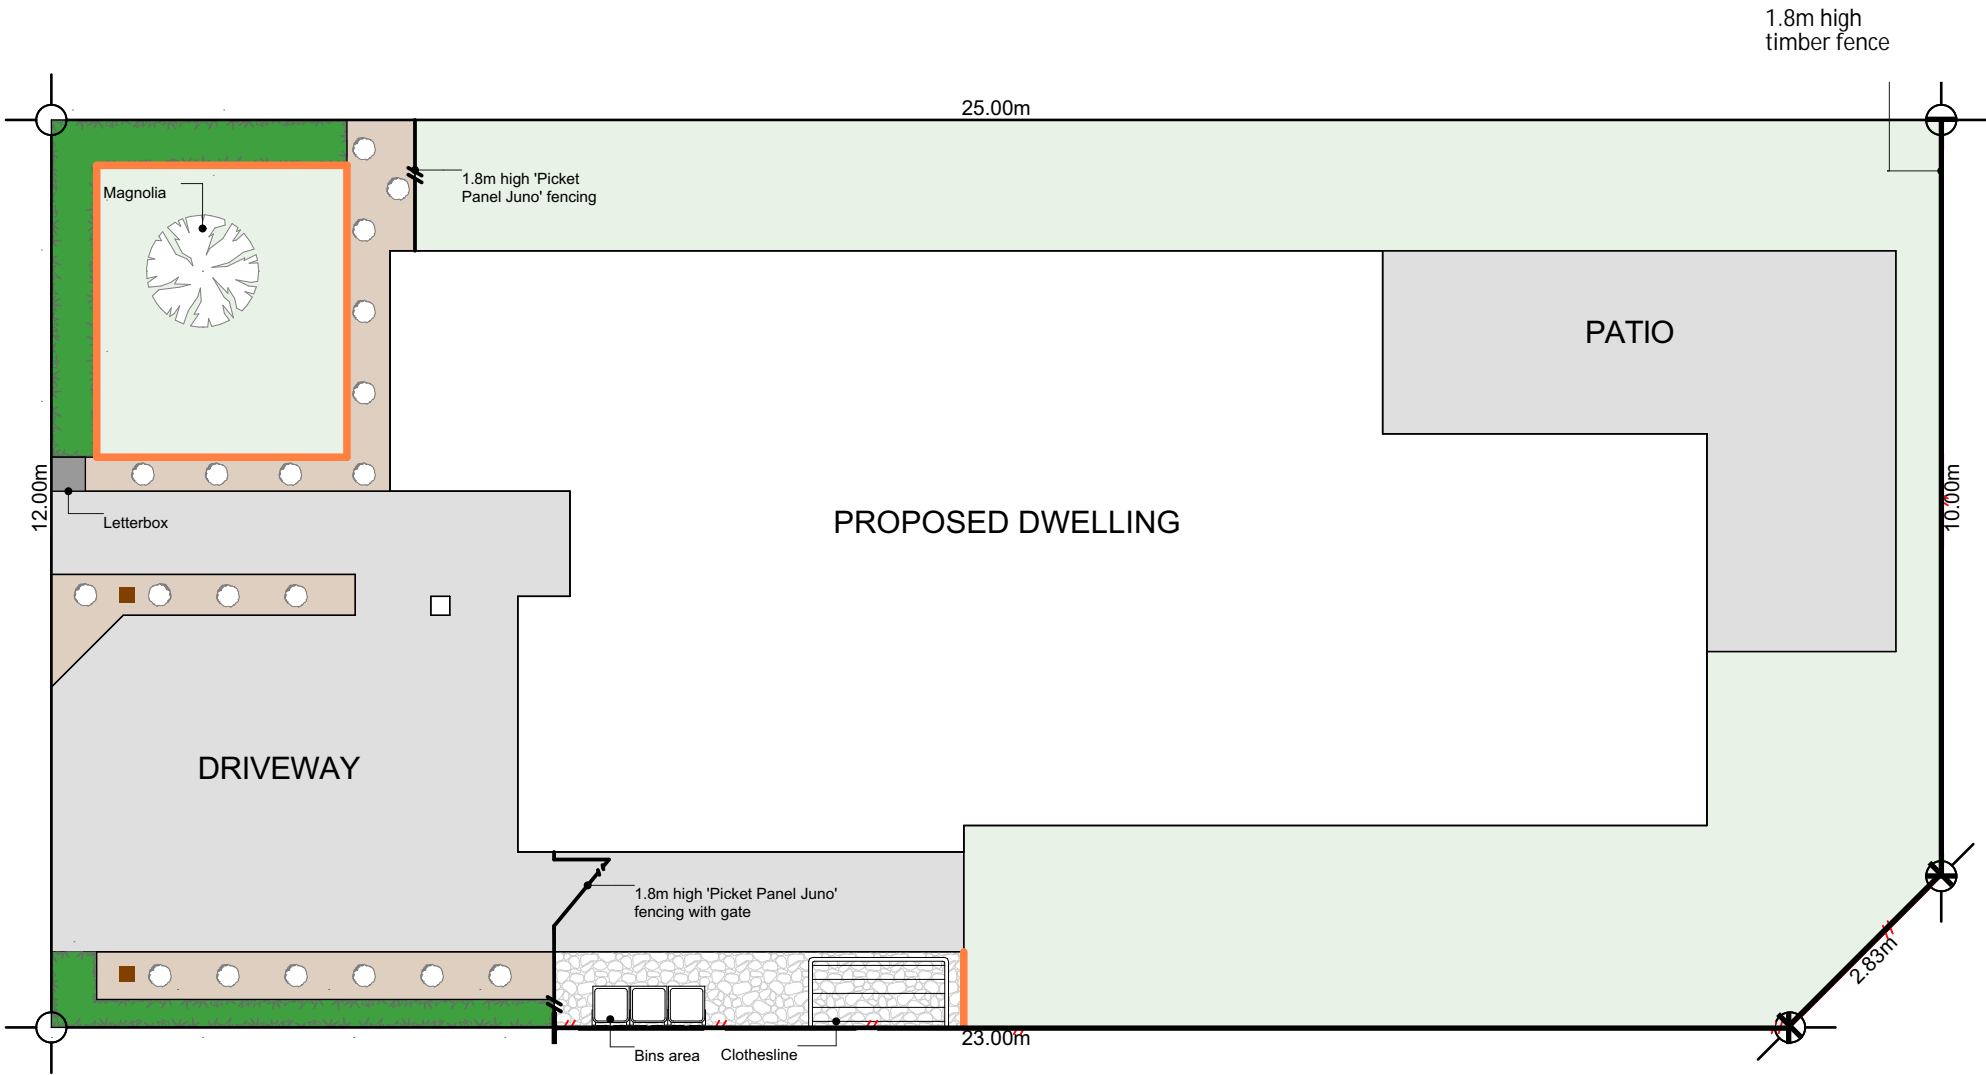 1.8m high
timber fence
25.00m
1.8m high 'Picket
Panel Juno' fencing
Magnolia
PATIO
12.00m
Letterbox
PROPOSED DWELLING
10.00m
DRIVEWAY
1.8m high 'Picket Panel Juno'
fencing with gate
2.83m
23.00m
Bins area
Clothesline